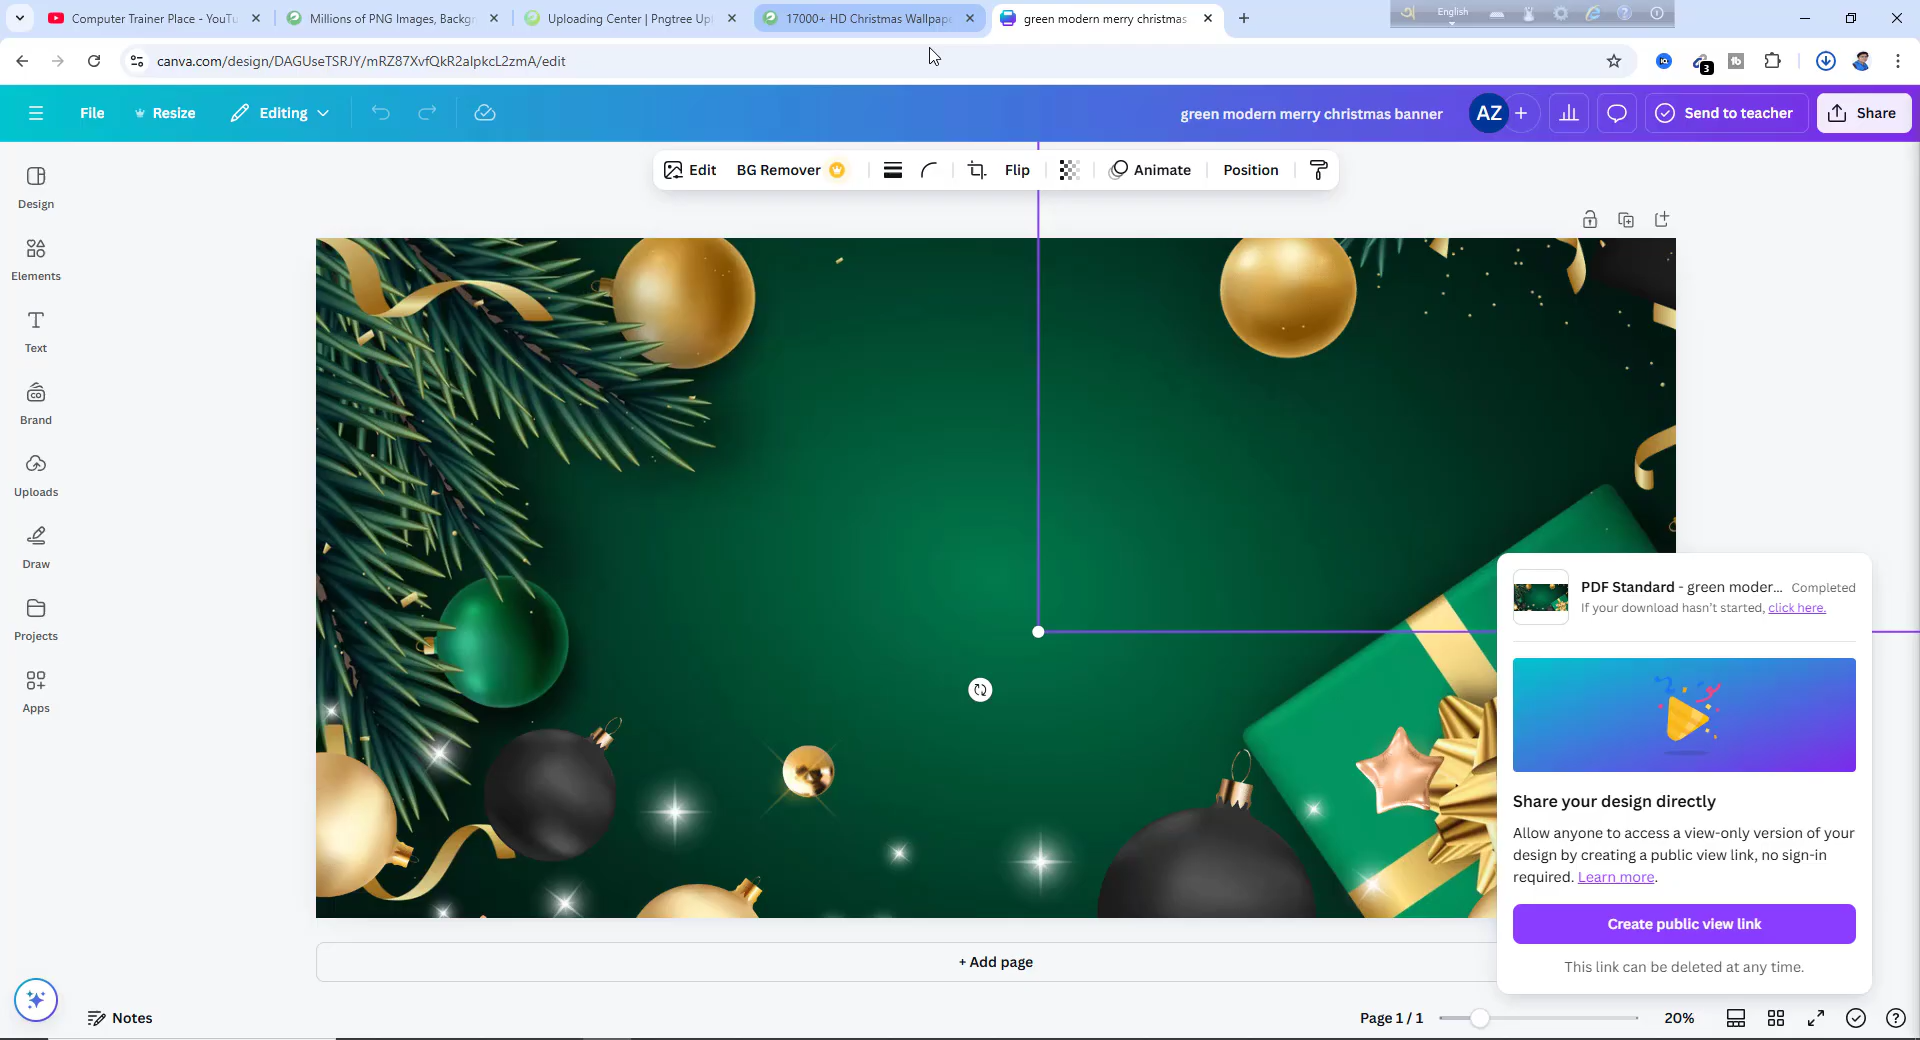 Computer Trainer Place - YouTu
Millions of PNG Images, Backgr
Uploading Center | Pngtree Upl
17000+ HD Christmas Wallpape
green modern merry christmas
English
canva.com/design/DAGUseTSRJY/mRZ87XvfQkR2alpkcL2zmA/edit
3
File
Resize
Editing
green modern merry christmas banner
AZ
Send to teacher
Share
Edit
BG Remover
Flip
Animate
Position
Design
Elements
Text
Brand
Uploads
Draw
Projects
Apps
PDF Standard - green moder... Completed
If your download hasn't started, click here.
Share your design directly
Allow anyone to access a view-only version of your
design by creating a public view link, no sign-in
required. Learn more.
Create public view link
This link can be deleted at any time.
+ Add page
Notes
Page 1 / 1
20%